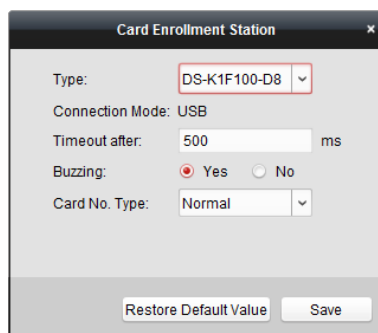 Card Enrollment Station ×
Type: DS-K1F100-D8
Connection Mode: USB
Timeout after: 500 ms
Buzzing: Yes No
Card No. Type: Normal
Restore Default Value Save